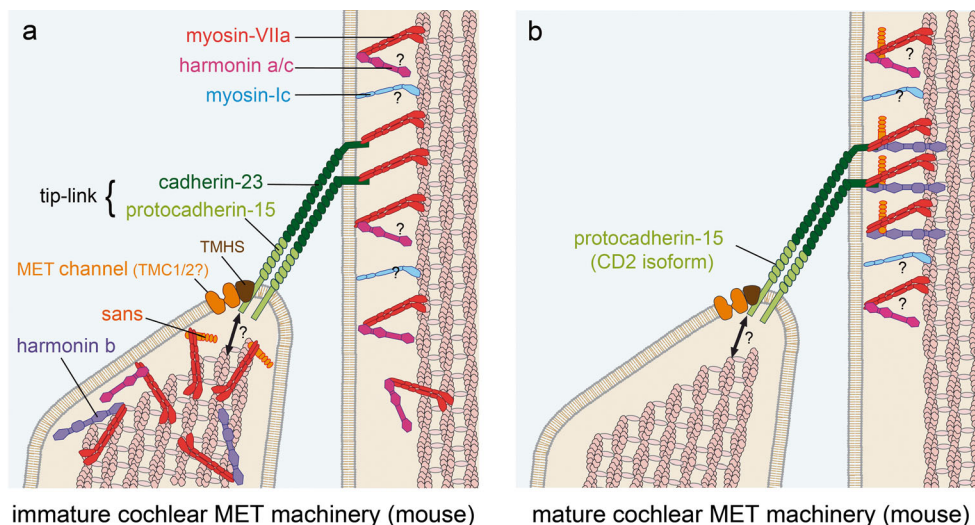 a
myosin-VIIa
harmonin a/c
myosin-Ic
?
?
tip-link {
cadherin-23
protocadherin-15
TMHS
MET channel (TMC1/2?)
sans
harmonin b
?
?
?
?
immature cochlear MET machinery (mouse)
b
?
?
protocadherin-15
(CD2 isoform)
?
?
?
mature cochlear MET machinery (mouse)